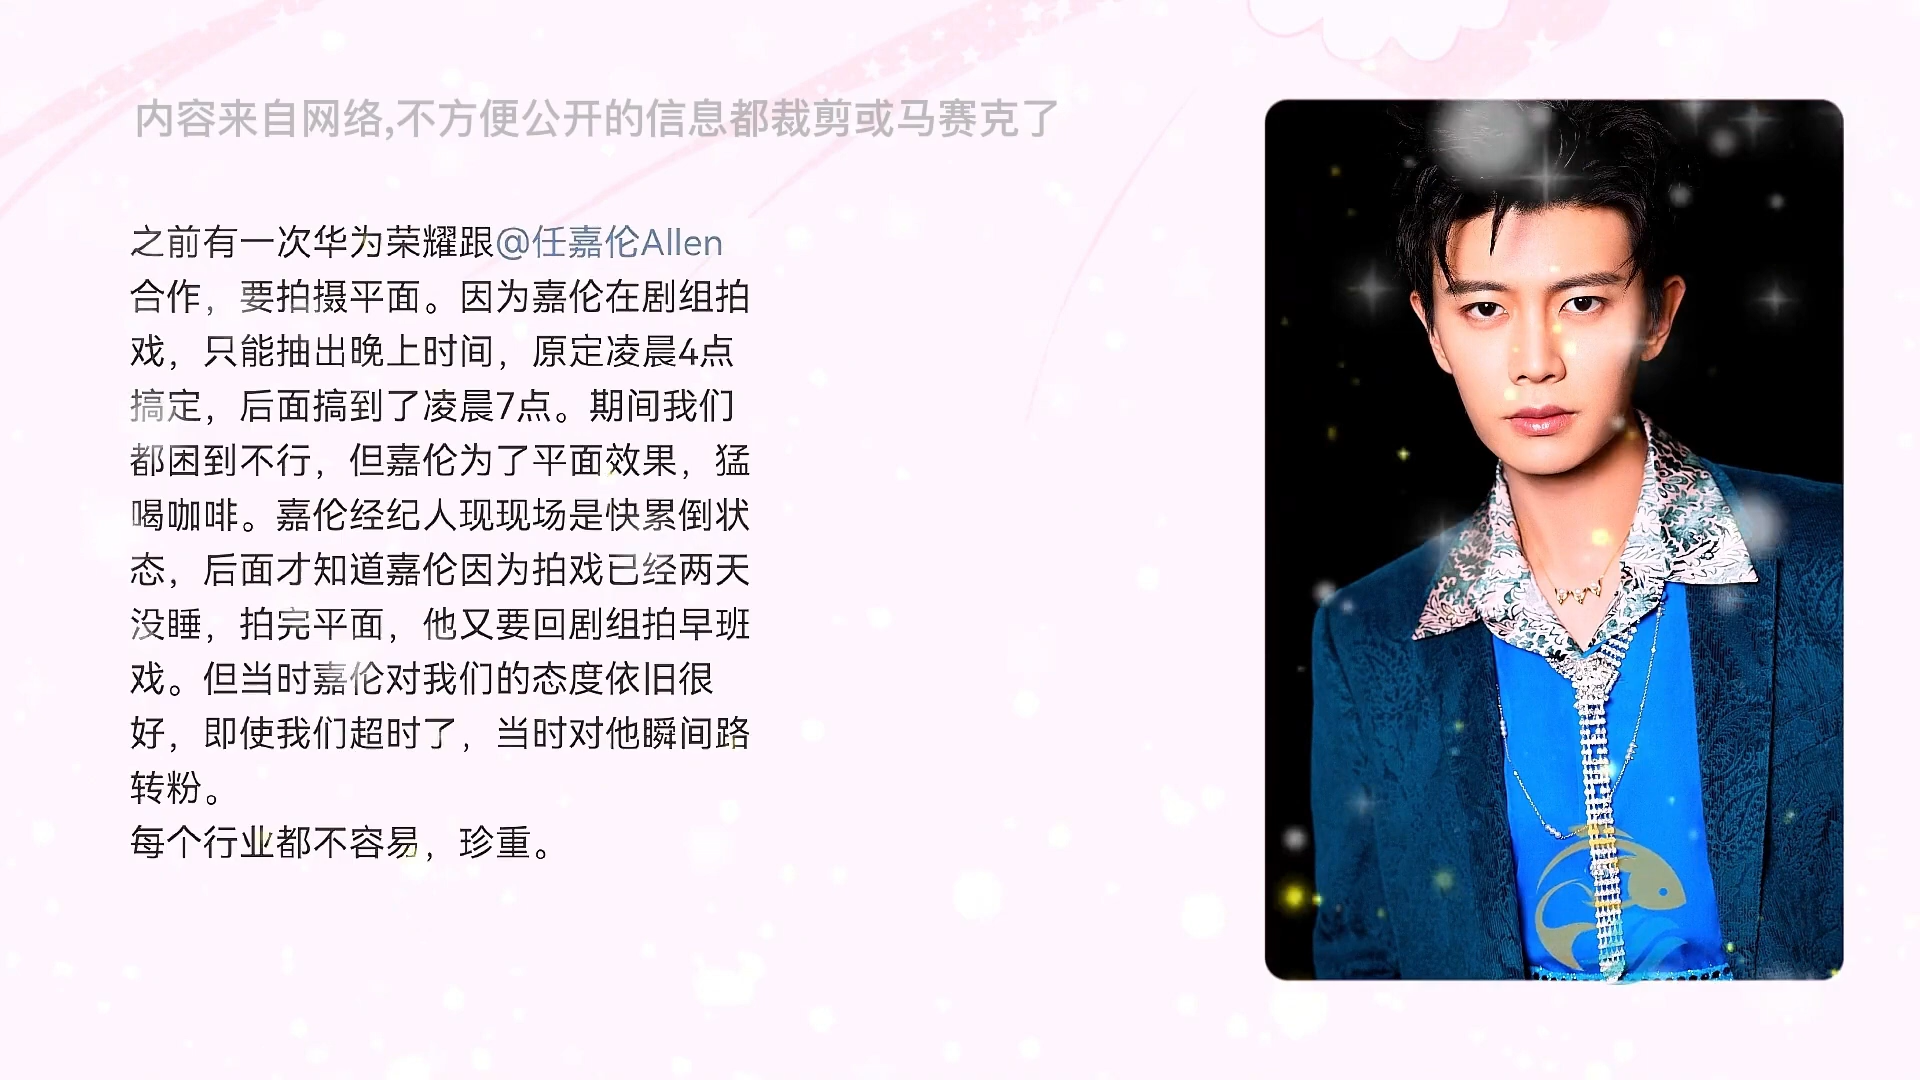 内容来自网络,不方便公开的信息都裁剪或马赛克了
之前有一次华为荣耀跟@任嘉伦Allen
合作，要拍摄平面。因为嘉伦在剧组拍
戏，只能抽出晚上时间，原定凌晨4点
搞定，后面搞到了凌晨7点。期间我们
都困到不行，但嘉伦为了平面效果，猛
喝咖啡。嘉伦经纪人现现场是快累倒状
态，后面才知道嘉伦因为拍戏已经两天
没睡，拍完平面，他又要回剧组拍早班
戏。但当时嘉伦对我们的态度依旧很
好，即使我们超时了，当时对他瞬间路
转粉。
每个行业都不容易，珍重。